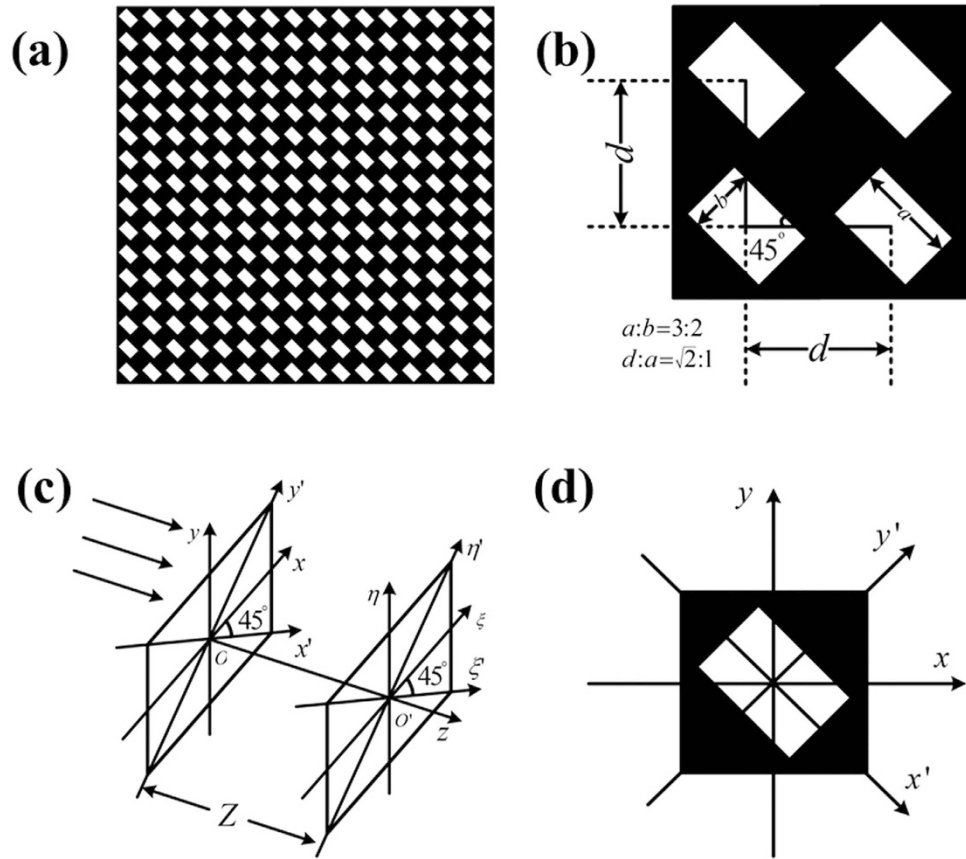 (a)
(b)
d
b
a
45°
a:b=3:2
d:a=√2:1
d
(c)
(d)
y'
y
x
45°
x'
O
η'
η
ξ
45°
ξ'
O'
z
Z
y
y'
x
x'